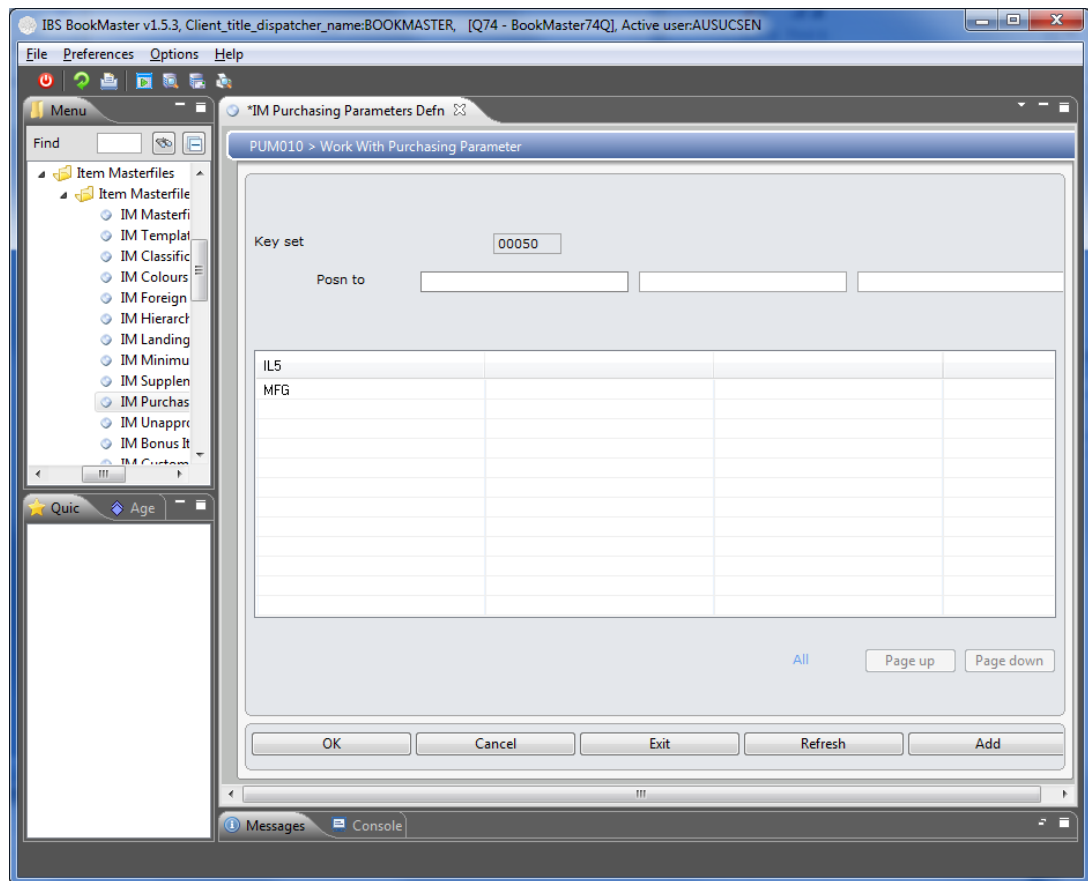 IBS BookMaster v1.5.3, Client_title_dispatcher_name:BOOKMASTER, [Q74 - BookMaster74Q], Active user:AUSUCSEN
File Preferences Options Help
Menu
*IM Purchasing Parameters Defn
Find
PUM010 > Work With Purchasing Parameter
Item Masterfiles
Item Masterfile
IM Masterfi
IM Templat
IM Classific
IM Colours
IM Foreign
IM Hierarch
IM Landing
IM Minimu
IM Supplen
IM Purchas
IM Unappro
IM Bonus It
IM Custom
Key set 00050
Posn to
IL5
MFG
All Page up Page down
OK Cancel Exit Refresh Add
Quic Age
Messages Console